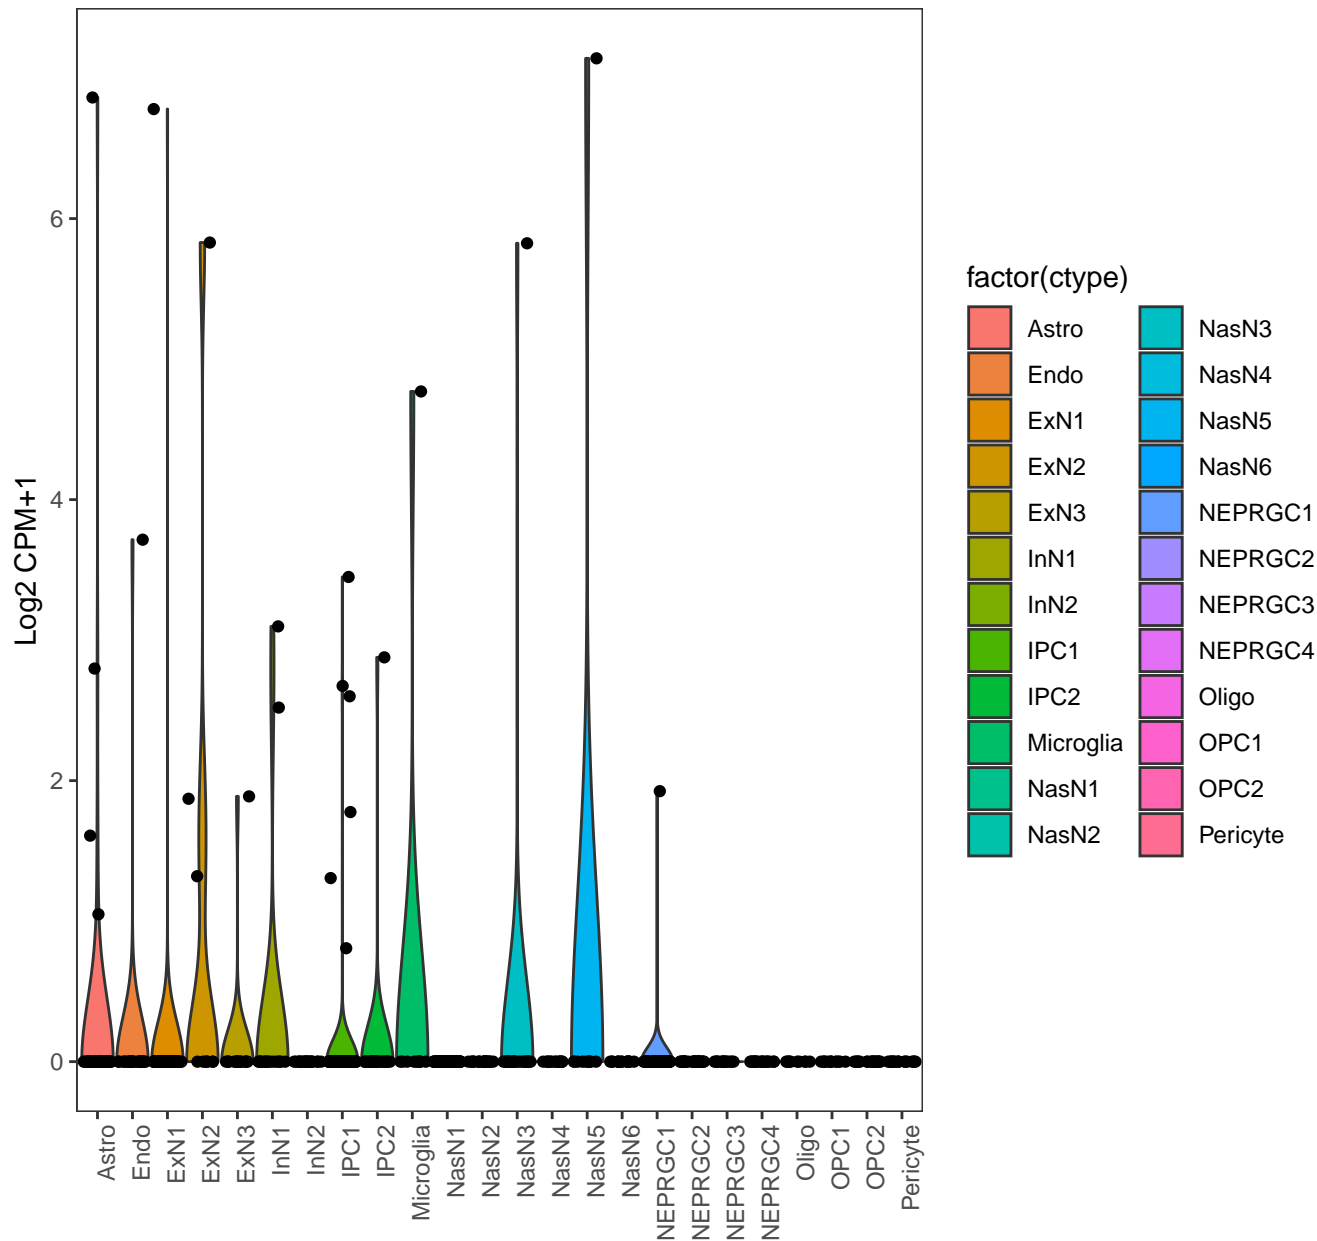 Log2 CPM+1
6
4
2
0
Astro
Endo
ExN1
ExN2
ExN3
InN1
InN2
IPC1
IPC2
Microglia
NasN1
NasN2
NasN3
NasN4
NasN5
NasN6
NEPRGC1
NEPRGC2
NEPRGC3
NEPRGC4
Oligo
OPC1
OPC2
Pericyte
factor(ctype)
Astro
Endo
ExN1
ExN2
ExN3
InN1
InN2
IPC1
IPC2
Microglia
NasN1
NasN2
NasN3
NasN4
NasN5
NasN6
NEPRGC1
NEPRGC2
NEPRGC3
NEPRGC4
Oligo
OPC1
OPC2
Pericyte